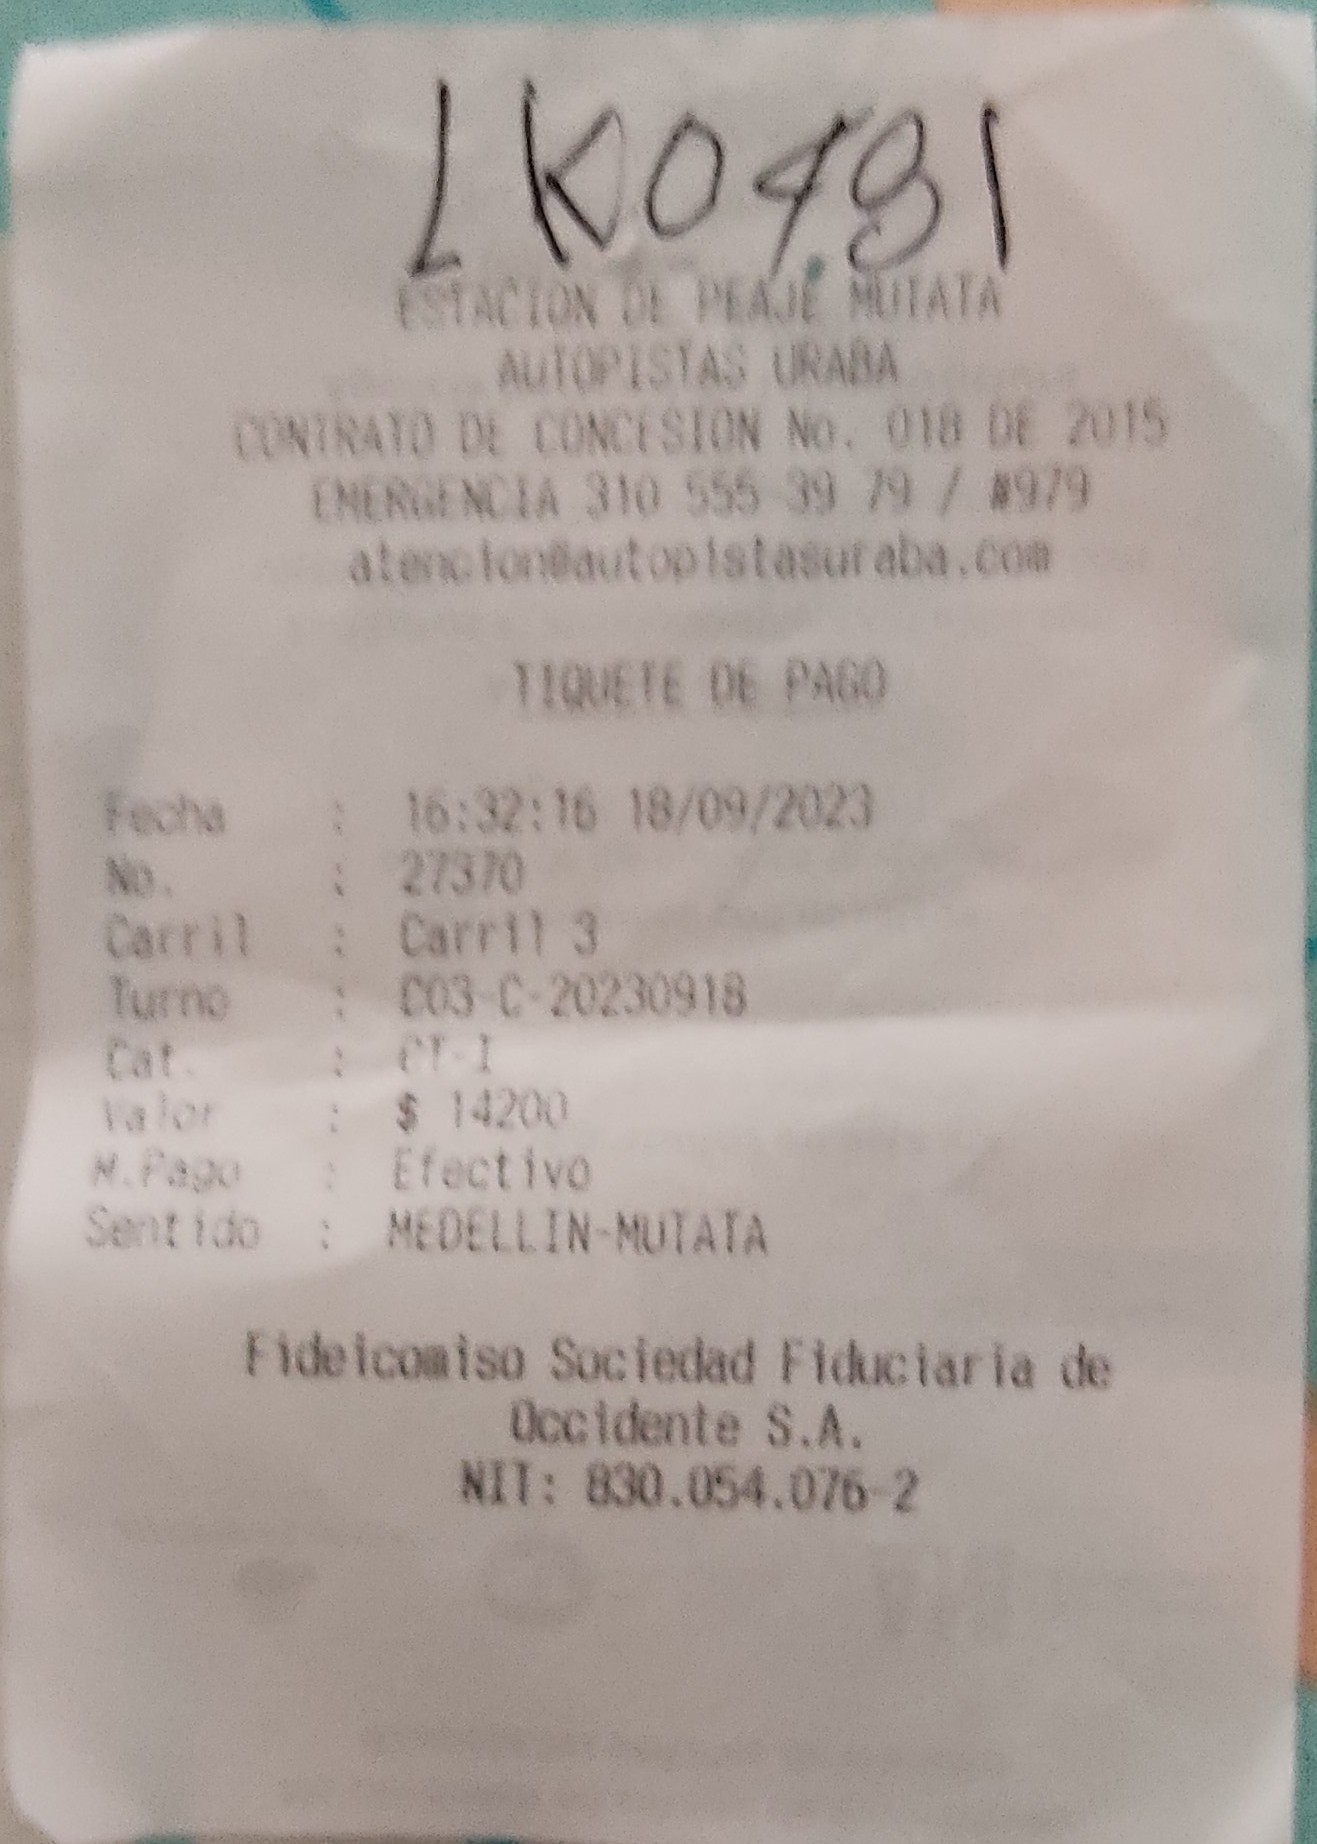 LKO481
ESTACION DE PEAJE MUTATA
AUTOPISTAS URABA
CONTRATO DE CONCESION No. 018 DE 2015
EMERGENCIA 310 555 39 79 / #979
atencion@autopistasuraba.com
TIQUETE DE PAGO
Fecha : 16:32:16 18/09/2023
No. : 27370
Carril : Carril 3
Turno : C03-C-20230918
Cat. : CT-I
Valor : $ 14200
M.Pago : Efectivo
Sentido : MEDELLIN-MUTATA
Fideicomiso Sociedad Fiduciaria de
Occidente S.A.
NIT: 830.054.076-2